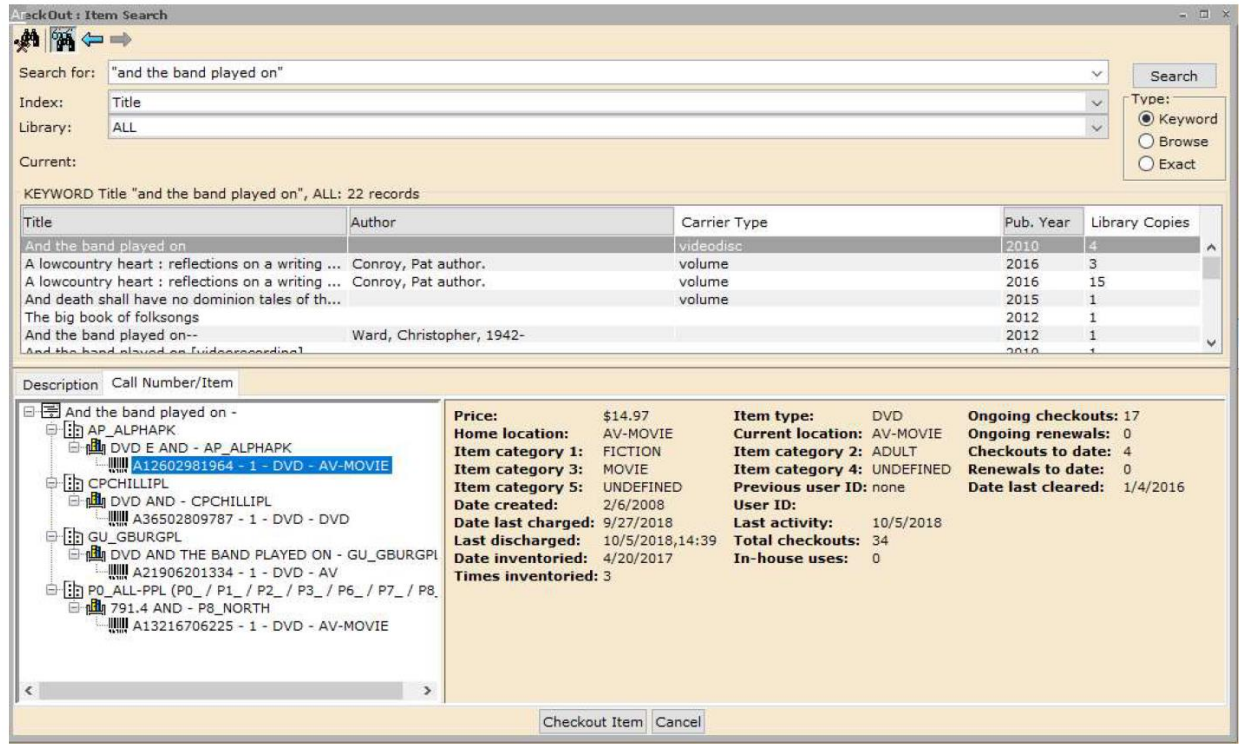 eckOut : Item Search
Search for: "and the band played on"
Search
Index: Title
Type:
Library: ALL
Keyword
Browse
Current:
Exact
KEYWORD Title "and the band played on", ALL: 22 records
Title Author Carrier Type Pub. Year Library Copies
And the band played on videodisc 2010 4
A lowcountry heart : reflections on a writing ... Conroy, Pat author. volume 2016 3
A lowcountry heart : reflections on a writing ... Conroy, Pat author. volume 2016 15
And death shall have no dominion tales of th... volume 2015 1
The big book of folksongs 2012 1
And the band played on-- Ward, Christopher, 1942- 2012 1
And the band played on [videorecording] 2010 1
Description Call Number/Item
And the band played on -
AP_ALPHAPK
DVD E AND - AP_ALPHAPK
A12602981964 - 1 - DVD - AV-MOVIE
CPCHILLIPL
DVD AND - CPCHILLIPL
A36502809787 - 1 - DVD - DVD
GU_GBURGPL
DVD AND THE BAND PLAYED ON - GU_GBURGPL
A21906201334 - 1 - DVD - AV
P0_ALL-PPL (P0_ / P1_ / P2_ / P3_ / P6_ / P7_ / P8_
791.4 AND - P8_NORTH
A13216706225 - 1 - DVD - AV-MOVIE
Price: $14.97 Item type: DVD Ongoing checkouts: 17
Home location: AV-MOVIE Current location: AV-MOVIE Ongoing renewals: 0
Item category 1: FICTION Item category 2: ADULT Checkouts to date: 4
Item category 3: MOVIE Item category 4: UNDEFINED Renewals to date: 0
Item category 5: UNDEFINED Previous user ID: none Date last cleared: 1/4/2016
Date created: 2/6/2008 User ID:
Date last charged: 9/27/2018 Last activity: 10/5/2018
Last discharged: 10/5/2018,14:39 Total checkouts: 34
Date inventoried: 4/20/2017 In-house uses: 0
Times inventoried: 3
Checkout Item Cancel